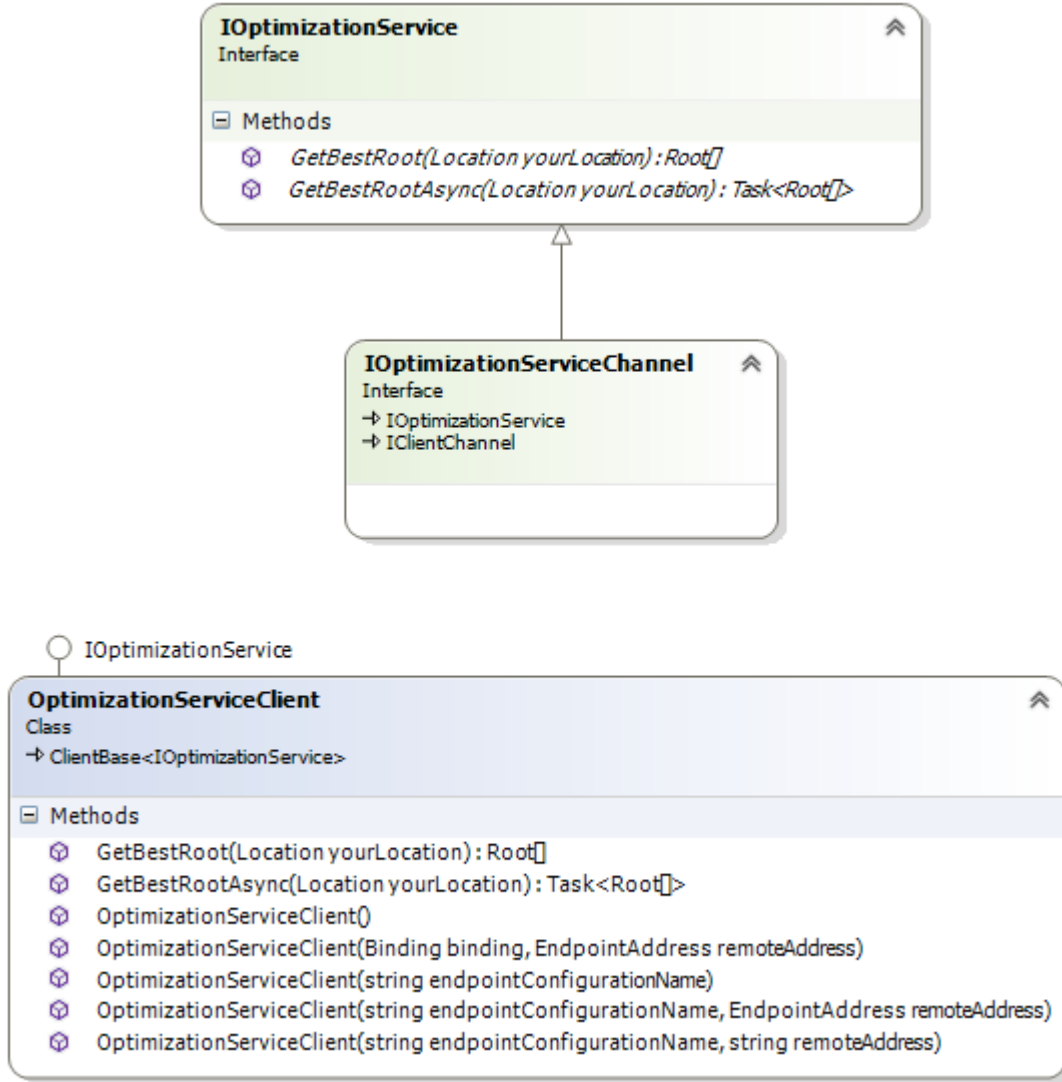 IOptimizationService
Interface
Methods
GetBestRoot(Location yourLocation) : Root[]
GetBestRootAsync(Location yourLocation) : Task<Root[]>
IOptimizationServiceChannel
Interface
IOptimizationService
IClientChannel
IOptimizationService
OptimizationServiceClient
Class
ClientBase<IOptimizationService>
Methods
GetBestRoot(Location yourLocation) : Root[]
GetBestRootAsync(Location yourLocation) : Task<Root[]>
OptimizationServiceClient()
OptimizationServiceClient(Binding binding, EndpointAddress remoteAddress)
OptimizationServiceClient(string endpointConfigurationName)
OptimizationServiceClient(string endpointConfigurationName, EndpointAddress remoteAddress)
OptimizationServiceClient(string endpointConfigurationName, string remoteAddress)